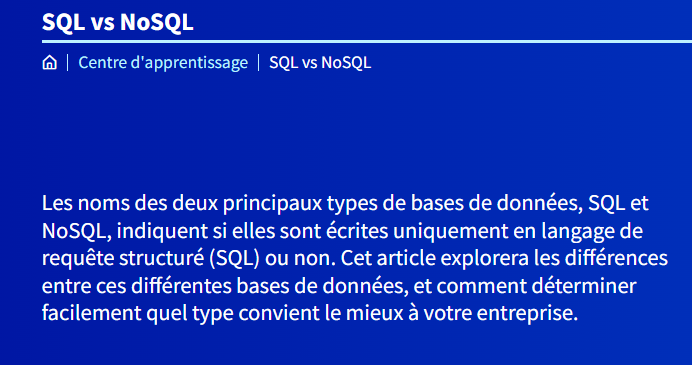 SQL vs NoSQL
Centre d'apprentissage | SQL vs NoSQL
Les noms des deux principaux types de bases de données, SQL et
NoSQL, indiquent si elles sont écrites uniquement en langage de
requête structuré (SQL) ou non. Cet article explorera les différences
entre ces différentes bases de données, et comment déterminer
facilement quel type convient le mieux à votre entreprise.